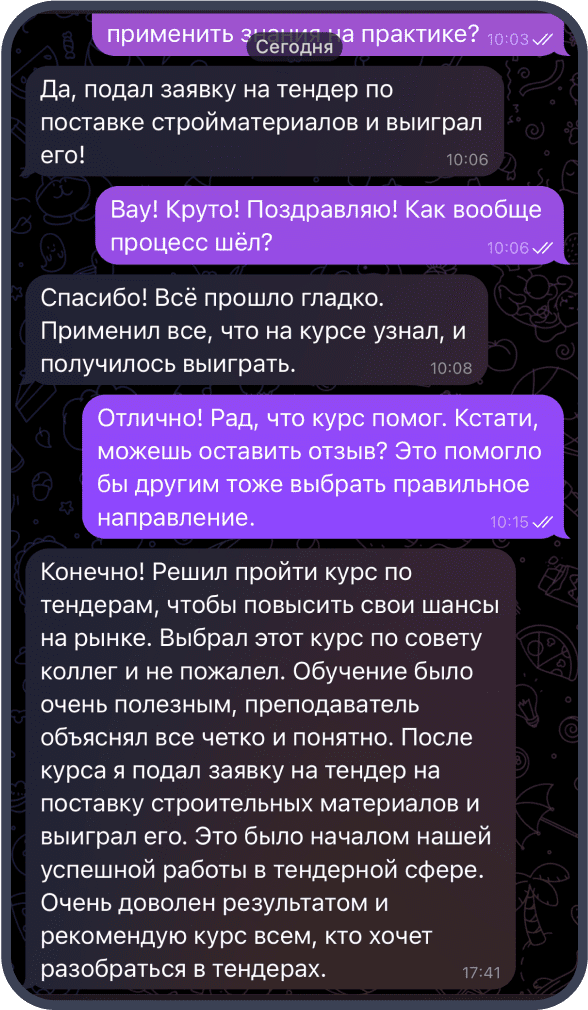 применить знания на практике? 10:03
Сегодня
Да, подал заявку на тендер по
поставке стройматериалов и выиграл
его! 10:06
Вау! Круто! Поздравляю! Как вообще
процесс шёл? 10:06
Спасибо! Всё прошло гладко.
Применил все, что на курсе узнал, и
получилось выиграть. 10:08
Отлично! Рад, что курс помог. Кстати,
можешь оставить отзыв? Это помогло
бы другим тоже выбрать правильное
направление. 10:15
Конечно! Решил пройти курс по
тендерам, чтобы повысить свои шансы
на рынке. Выбрал этот курс по совету
коллег и не пожалел. Обучение было
очень полезным, преподаватель
объяснял все четко и понятно. После
курса я подал заявку на тендер на
поставку строительных материалов и
выиграл его. Это было началом нашей
успешной работы в тендерной сфере.
Очень доволен результатом и
рекомендую курс всем, кто хочет
разобраться в тендерах. 17:41